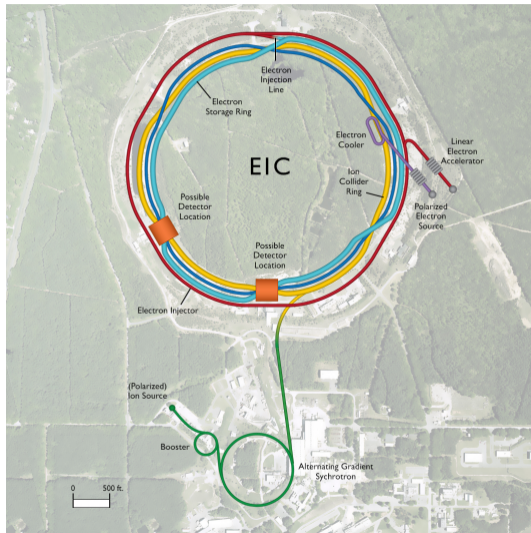 Electron
Injection
Line
Electron
Storage Ring
Electron
Cooler
Linear
Electron
Accelerator
EIC
Ion
Collider
Ring
Polarized
Electron
Source
Possible
Detector
Location
Possible
Detector
Location
Electron Injector
(Polarized)
Ion Source
Booster
Alternating Gradient
Sychrotron
0 500 ft.